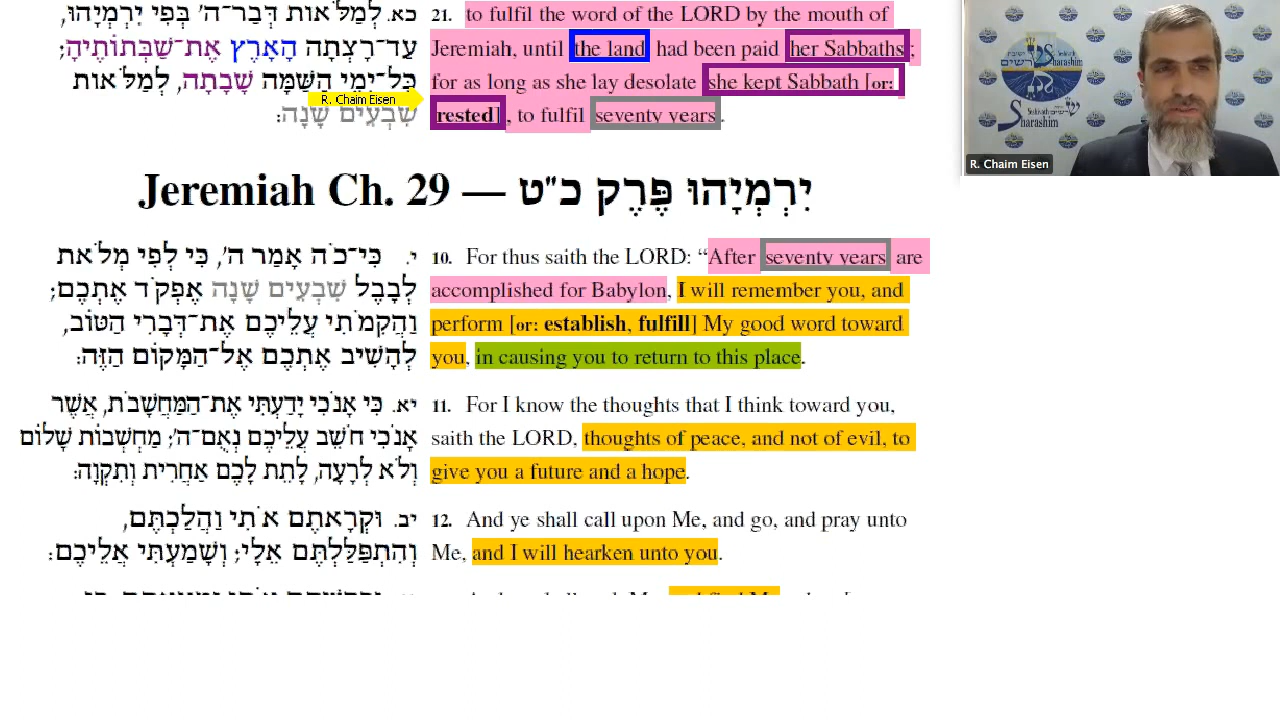 כא. לְמַלֹּאות דְּבַר־ה' בְּפִי יִרְמְיָהוּ,
עַד־רָצְתָה הָאָרֶץ אֶת־שַׁבְּתוֹתֶיהָ;
כָּל־יְמֵי הָשַּׁמָּה שָׁבָתָה, לְמַלֹּאות
שִׁבְעִים שָׁנָה:
21. to fulfil the word of the LORD by the mouth of
Jeremiah, until the land had been paid her Sabbaths;
for as long as she lay desolate she kept Sabbath [or:
rested], to fulfil seventy years.
R. Chaim Eisen
Jeremiah Ch. 29 — יִרְמְיָהוּ פֶּרֶק כ"ט
י. כִּי־כֹה אָמַר ה', כִּי לְפִי מְלֹאת
לְבָבֶל שִׁבְעִים שָׁנָה אֶפְקֹד אֶתְכֶם;
וַהֲקִמֹתִי עֲלֵיכֶם אֶת־דְּבָרִי הַטּוֹב,
לְהָשִׁיב אֶתְכֶם אֶל־הַמָּקוֹם הַזֶּה:
10. For thus saith the LORD: “After seventy years are
accomplished for Babylon, I will remember you, and
perform [or: establish, fulfill] My good word toward
you, in causing you to return to this place.
יא. כִּי אָנֹכִי יָדַעְתִּי אֶת־הַמַּחֲשָׁבֹת, אֲשֶׁר
אָנֹכִי חֹשֵׁב עֲלֵיכֶם נְאֻם־ה'; מַחְשְׁבוֹת שָׁלוֹם
וְלֹא לְרָעָה, לָתֵת לָכֶם אַחֲרִית וְתִקְוָה:
11. For I know the thoughts that I think toward you,
saith the LORD, thoughts of peace, and not of evil, to
give you a future and a hope.
יב. וּקְרָאתֶם אֹתִי וַהֲלַכְתֶּם,
וְהִתְפַּלַּלְתֶּם אֵלָי; וְשָׁמַעְתִּי אֲלֵיכֶם:
12. And ye shall call upon Me, and go, and pray unto
Me, and I will hearken unto you.
Shivath
Sharashim
Shivath
Sharashim
R. Chaim Eisen